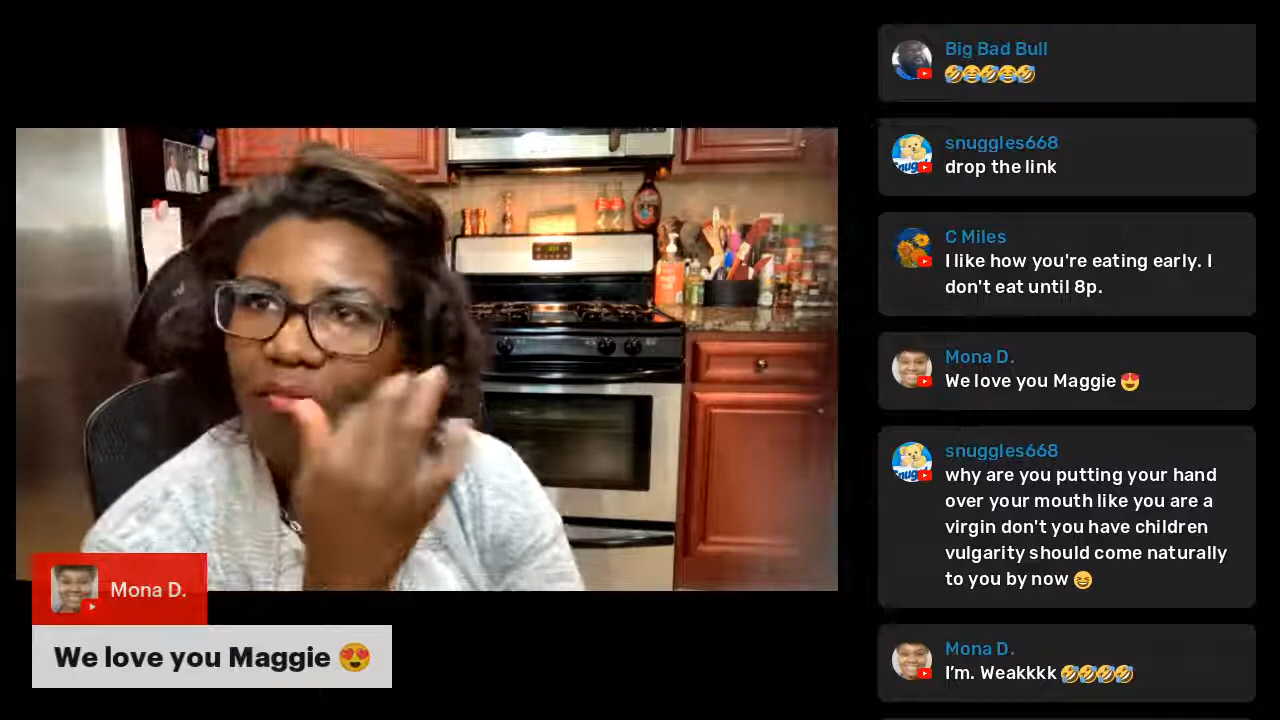 Big Bad Bull
🤣😂🤣😂🤣
snuggles668
drop the link
C Miles
I like how you're eating early. I
don't eat until 8p.
Mona D.
We love you Maggie 😍
snuggles668
why are you putting your hand
over your mouth like you are a
virgin don't you have children
vulgarity should come naturally
to you by now 😆
Mona D.
I'm. Weakkkk 🤣🤣🤣🤣
Mona D.
We love you Maggie 😍